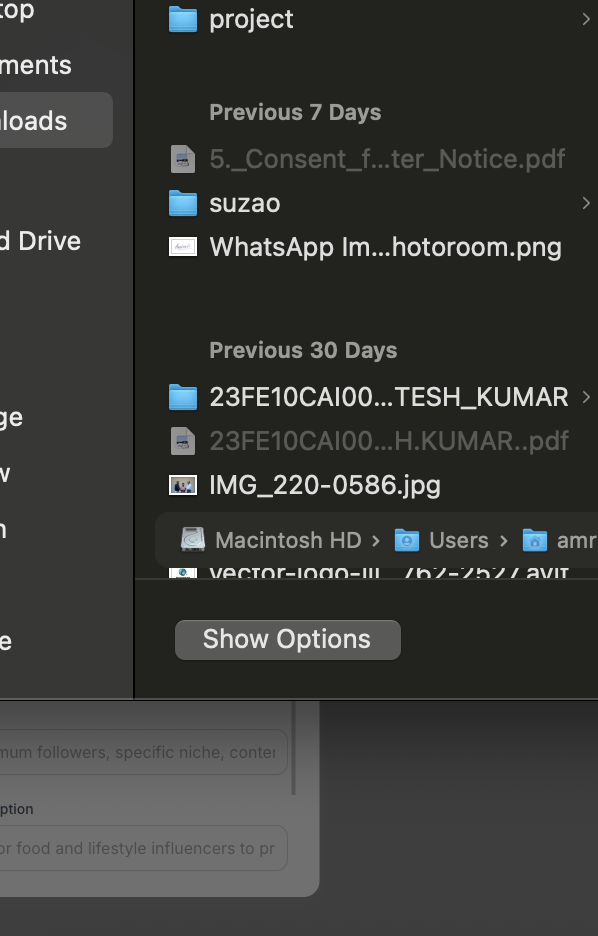 top
project
ments
Previous 7 Days
loads
5._Consent_f...ter_Notice.pdf
suzao
d Drive
WhatsApp Im...hotoroom.png
Previous 30 Days
23FE10CAI00...TESH_KUMAR
ge
23FE10CAI00...H.KUMAR..pdf
w
IMG_220-0586.jpg
n
Macintosh HD › Users › amr
vector-logo-ill...762-2527.avif
e
Show Options
mum followers, specific niche, conter
ption
or food and lifestyle influencers to pr